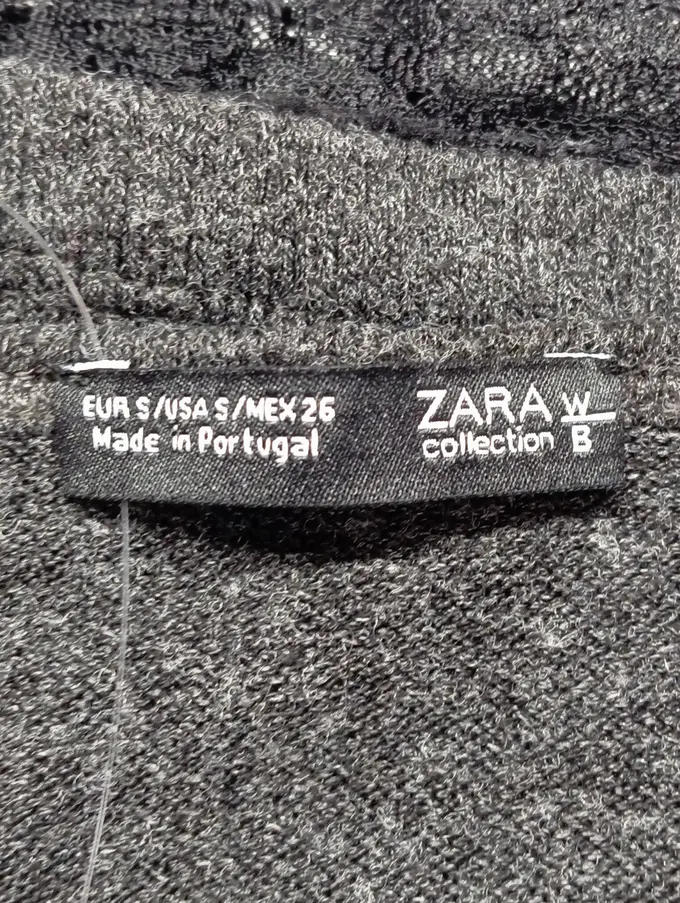 EUR S/USA S/MEX 26
Made in Portugal
ZARA W
collection B